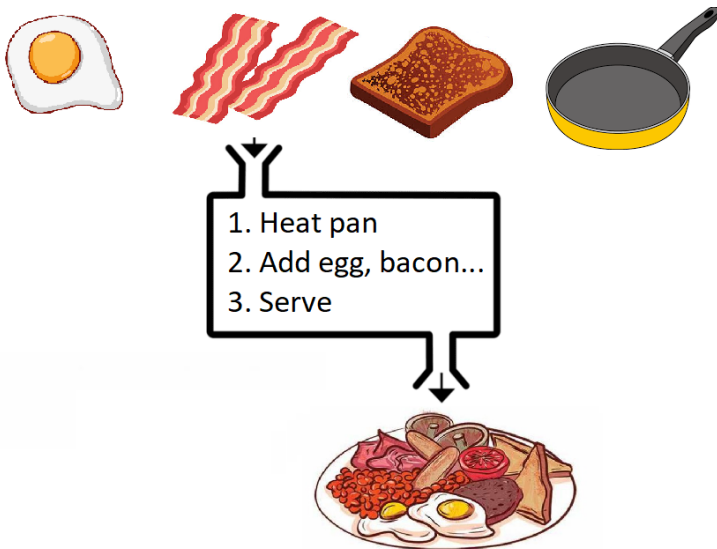 1. Heat pan
2. Add egg, bacon...
3. Serve